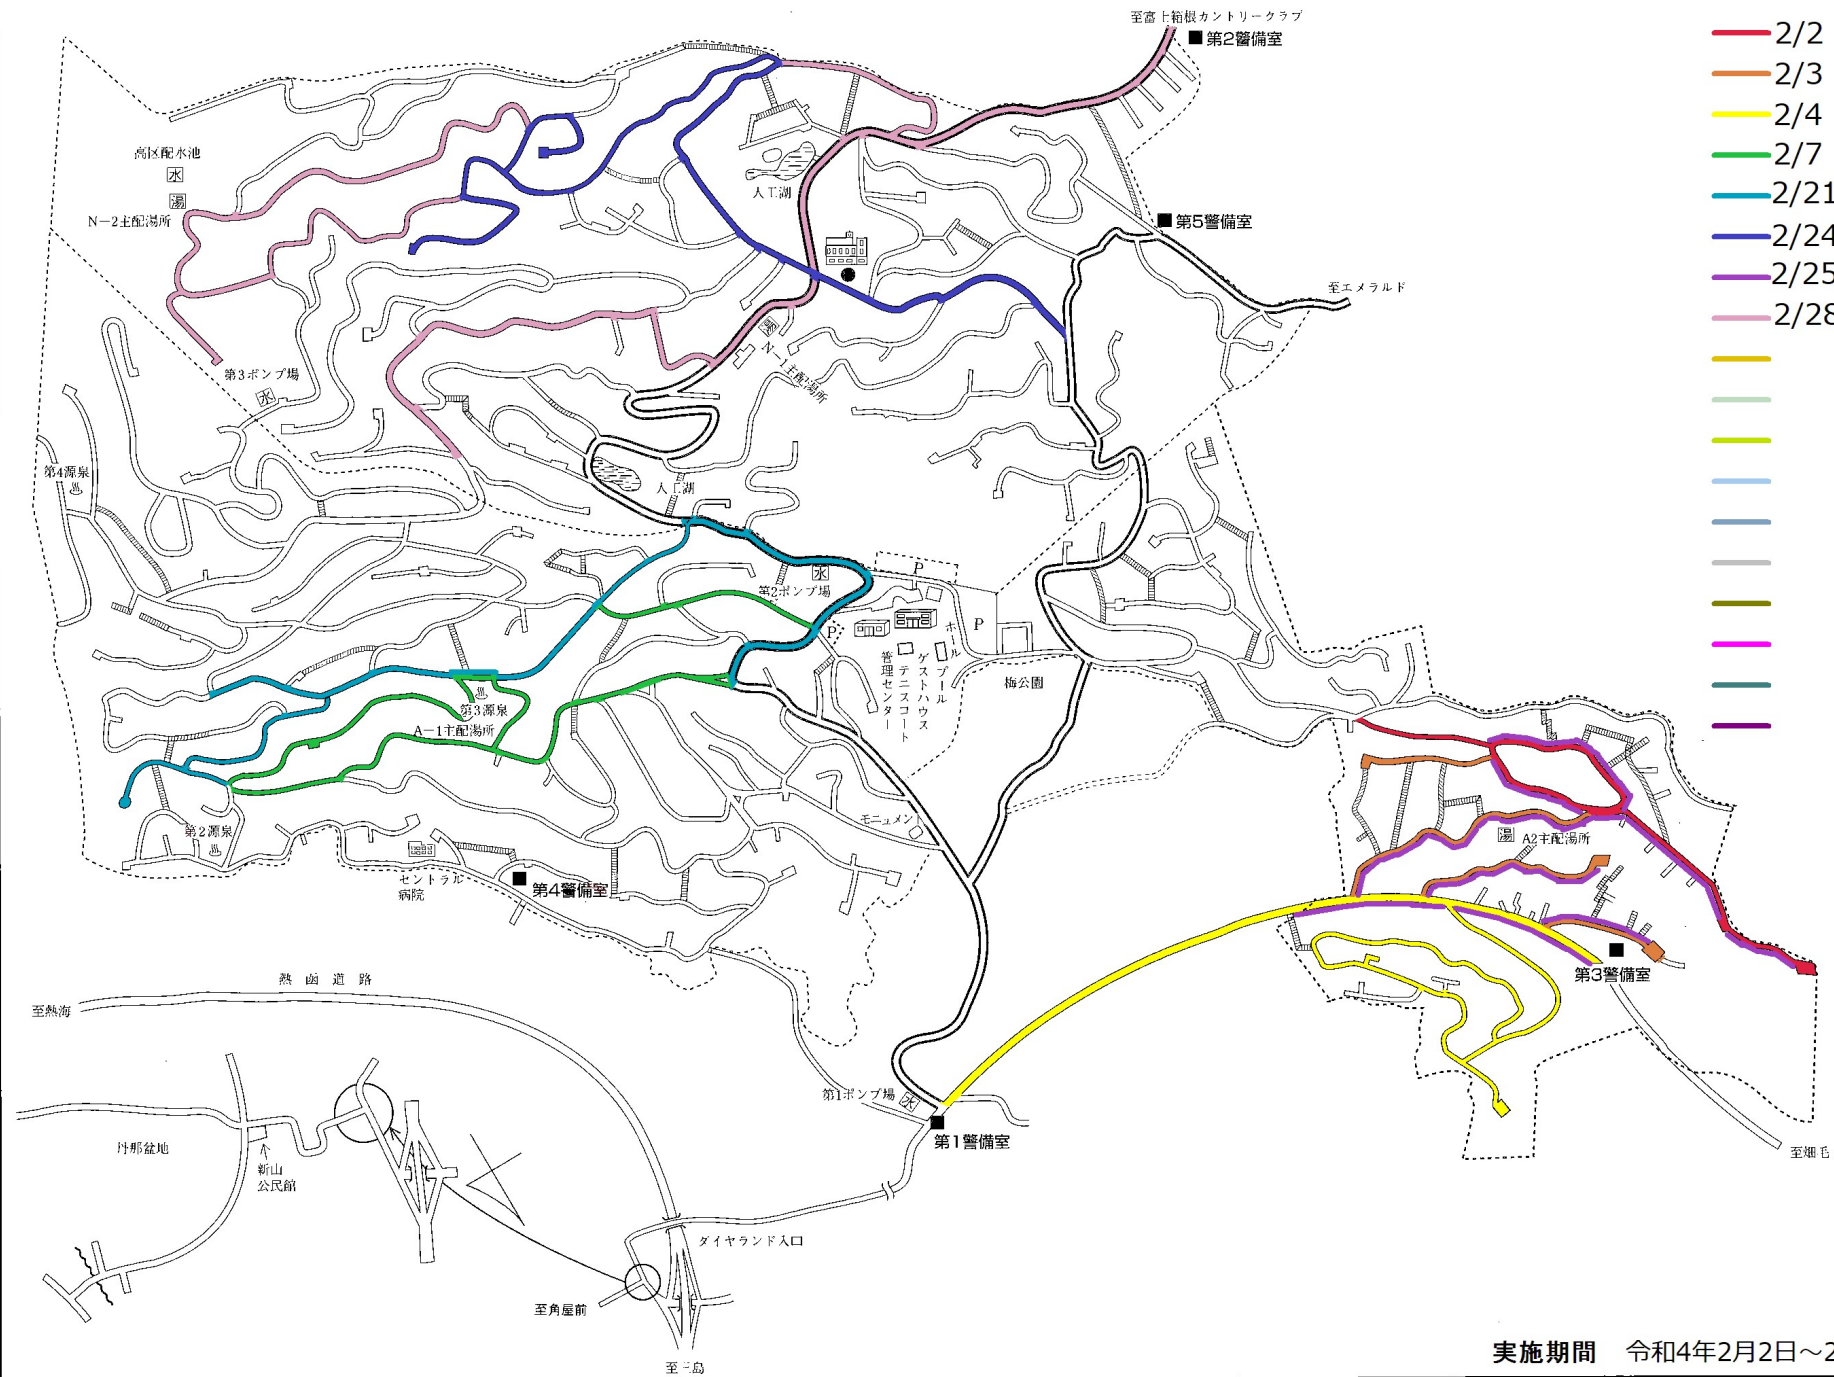 至富士箱根カントリークラブ
第2警備室
2/2
2/3
2/4
2/7
2/21
2/24
2/25
2/28
高区配水池
水
湯
N－2主配湯所
人工湖
第5警備室
至エメラルド
湯
N－1主配湯所
第3ポンプ場
水
第4源泉
人工湖
P
水
第2ポンプ場
P
P
ホール
プール
ゲストハウス
テニスコート
管理センター
梅公園
第3源泉
A－1主配湯所
モニュメント
湯
A2主配湯所
第2源泉
セントラル
病院
第4警備室
第3警備室
熱函道路
至熱海
第1ポンプ場
水
第1警備室
至畑毛
丹那盆地
新山
公民館
ダイヤランド入口
至角屋前
至三島
実施期間 令和4年2月2日～2